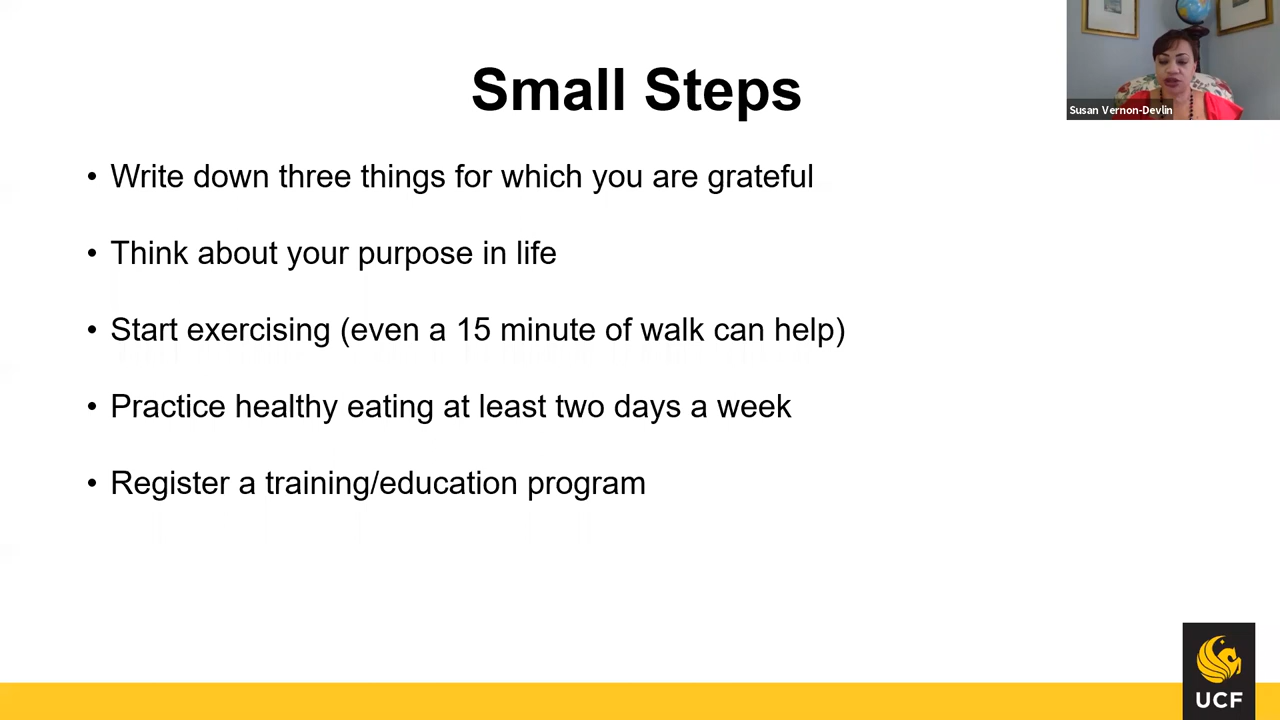 Small Steps
Susan Vernon-Devlin
• Write down three things for which you are grateful
• Think about your purpose in life
• Start exercising (even a 15 minute of walk can help)
• Practice healthy eating at least two days a week
• Register a training/education program
UCF